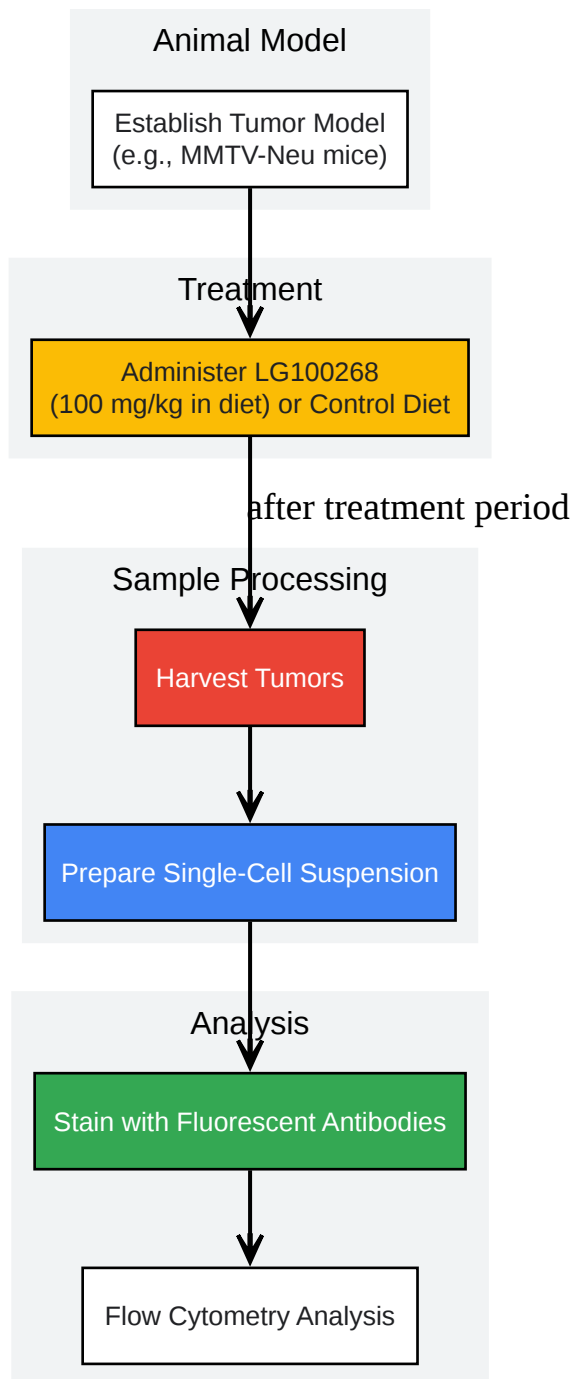 Animal Model
Establish Tumor Model
(e.g., MMTV-Neu mice)
Treatment
Administer LG100268
(100 mg/kg in diet) or Control Diet
after treatment period
Sample Processing
Harvest Tumors
Prepare Single-Cell Suspension
Analysis
Stain with Fluorescent Antibodies
Flow Cytometry Analysis